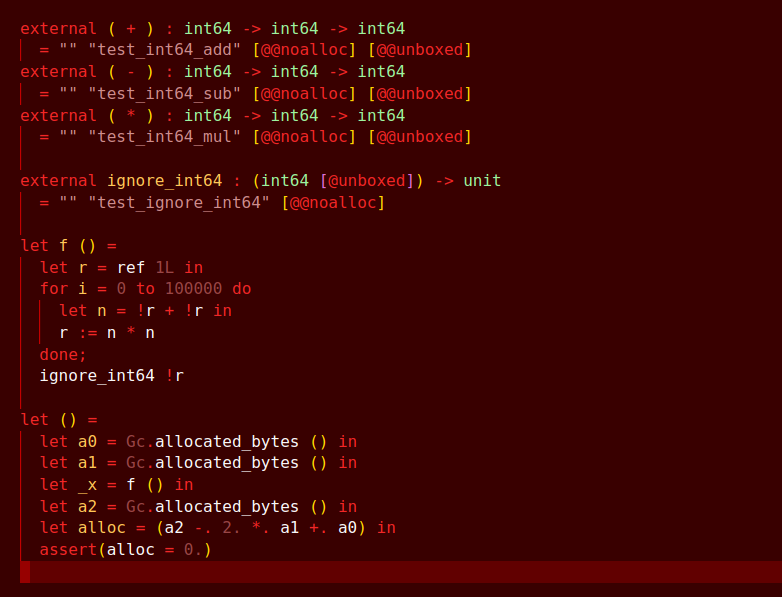 external ( + ) : int64 -> int64 -> int64
  = "" "test_int64_add" [@@noalloc] [@@unboxed]
external ( - ) : int64 -> int64 -> int64
  = "" "test_int64_sub" [@@noalloc] [@@unboxed]
external ( * ) : int64 -> int64 -> int64
  = "" "test_int64_mul" [@@noalloc] [@@unboxed]

external ignore_int64 : (int64 [@unboxed]) -> unit
  = "" "test_ignore_int64" [@@noalloc]

let f () =
  let r = ref 1L in
  for i = 0 to 100000 do
    let n = !r + !r in
    r := n * n
  done;
  ignore_int64 !r

let () =
  let a0 = Gc.allocated_bytes () in
  let a1 = Gc.allocated_bytes () in
  let _x = f () in
  let a2 = Gc.allocated_bytes () in
  let alloc = (a2 -. 2. *. a1 +. a0) in
  assert(alloc = 0.)